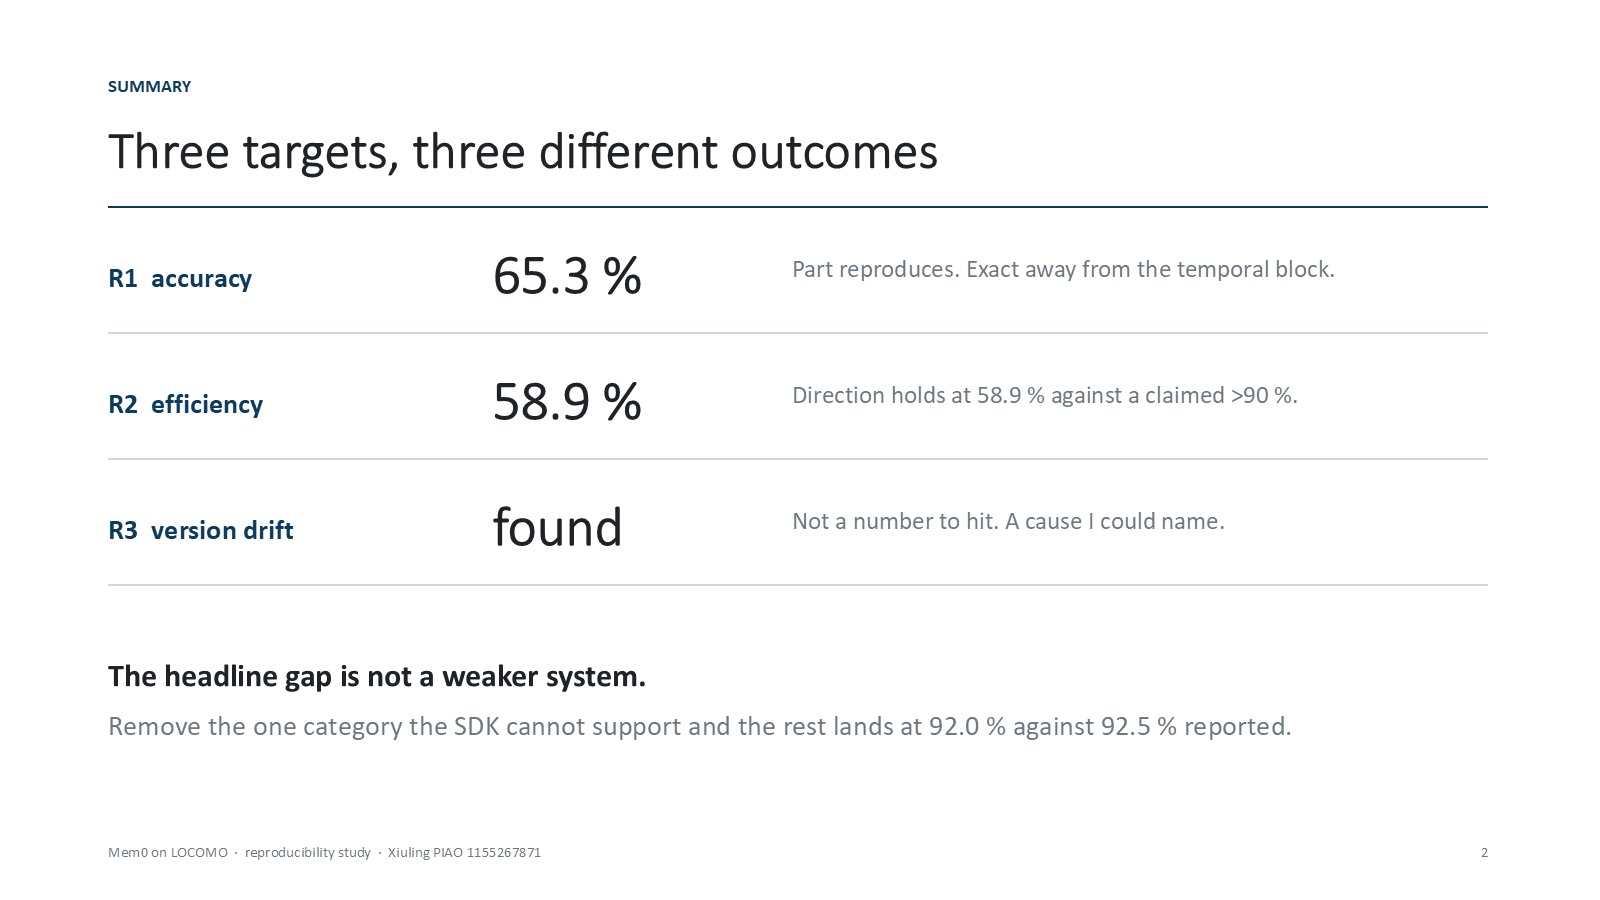 SUMMARY
Three targets, three different outcomes
R1 accuracy
65.3 %
Part reproduces. Exact away from the temporal block.
R2 efficiency
58.9 %
Direction holds at 58.9 % against a claimed >90 %.
R3 version drift
found
Not a number to hit. A cause I could name.
The headline gap is not a weaker system.
Remove the one category the SDK cannot support and the rest lands at 92.0 % against 92.5 % reported.
Mem0 on LOCOMO · reproducibility study · Xiuling PIAO 1155267871
2